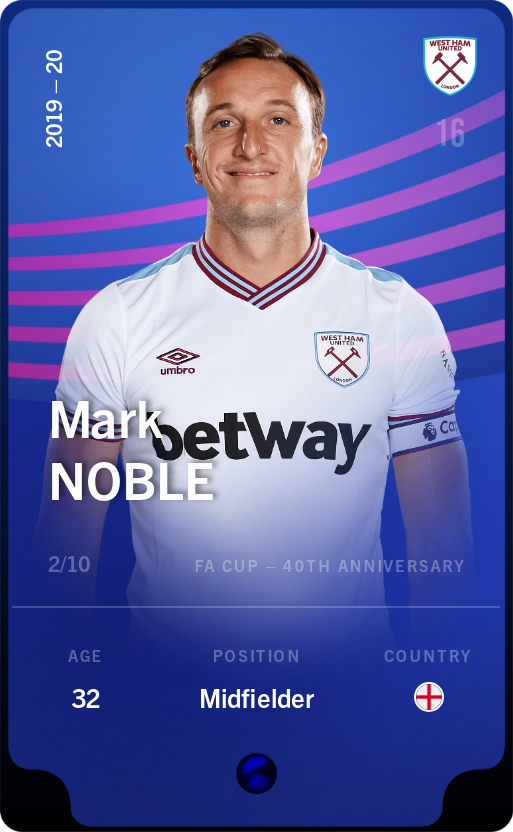 2019 – 20
WEST HAM
UNITED
LONDON
16
umbro
WEST HAM
UNITED
LONDON
betway
Mark
NOBLE
2/10
FA CUP – 40TH ANNIVERSARY
AGE
POSITION
COUNTRY
32
Midfielder